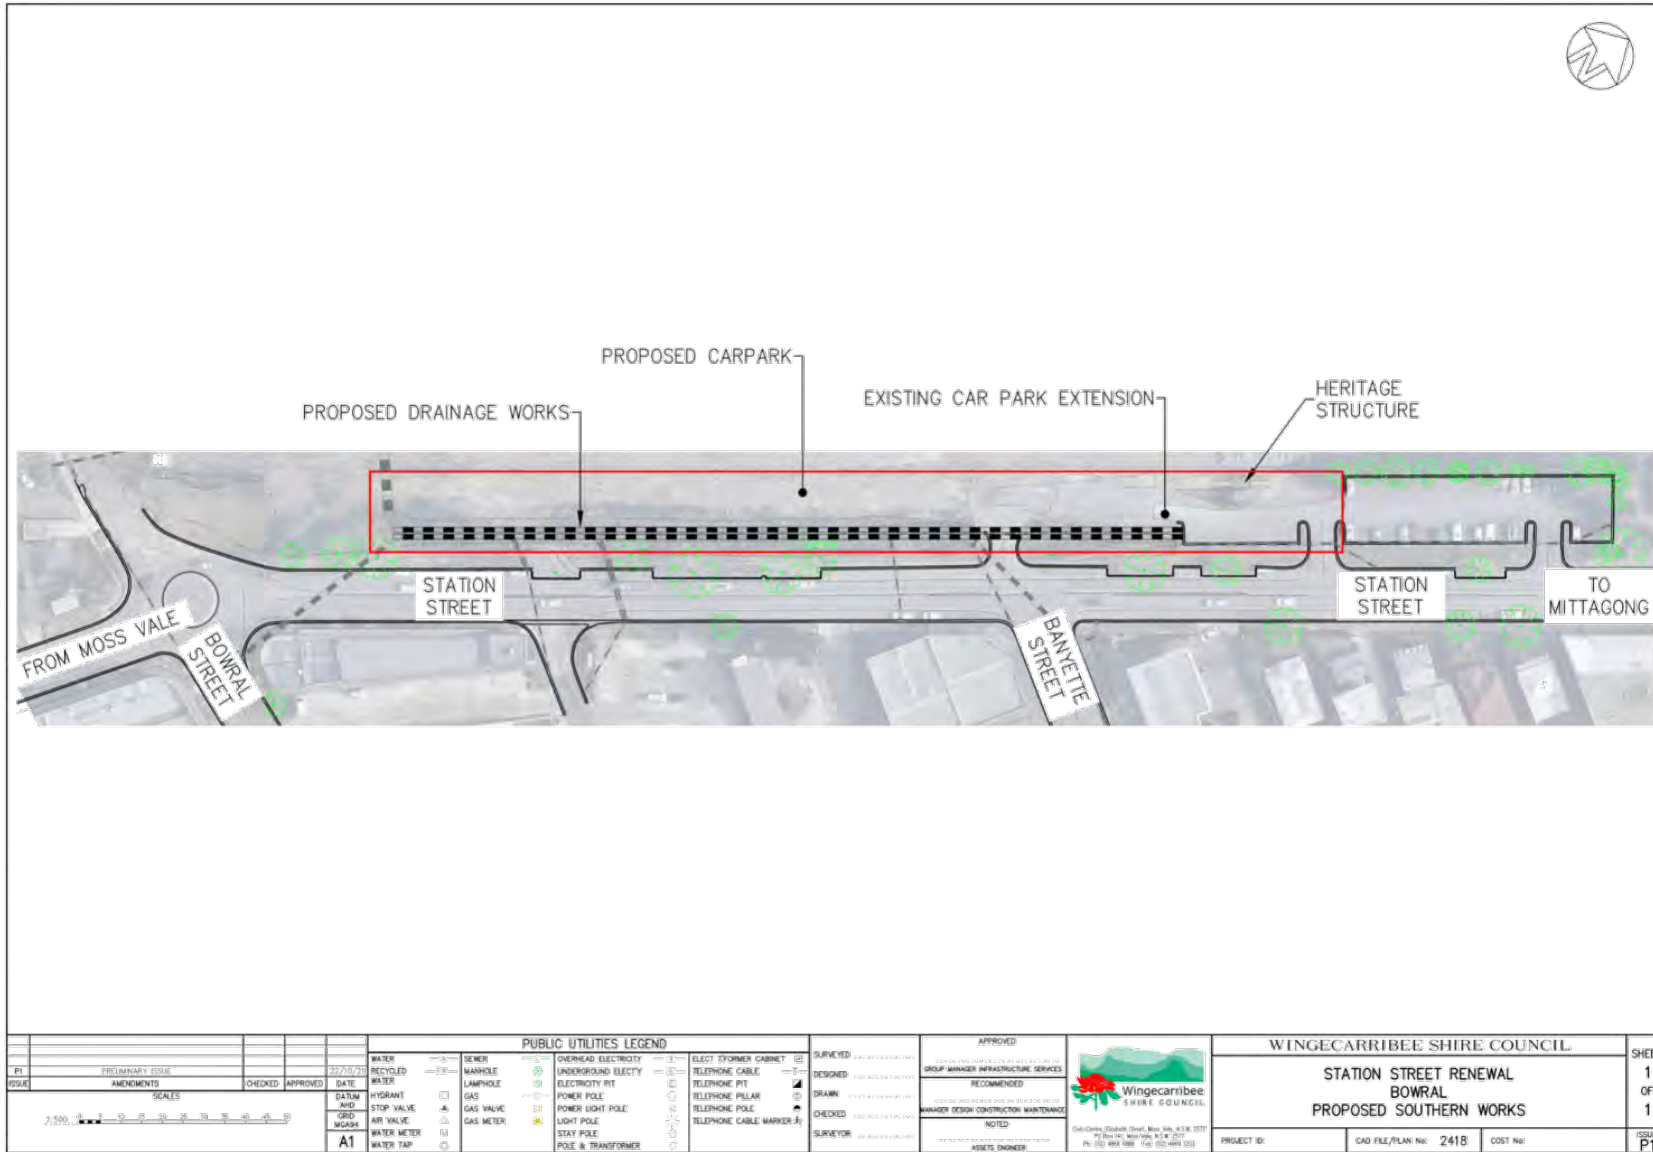 PROPOSED CARPARK
PROPOSED DRAINAGE WORKS
EXISTING CAR PARK EXTENSION
HERITAGE
STRUCTURE
STATION
STREET
STATION
STREET
TO
MITTAGONG
FROM MOSS VALE
BOWRAL
STREET
BANYETTE
STREET
P1 PRELIMINARY ISSUE
ISSUE AMENDMENTS CHECKED APPROVED DATE
SCALES
1:500
DATUM
AHD
GRID
MGA94
A1
PUBLIC UTILITIES LEGEND
WATER
RECYCLED
WATER
HYDRANT
STOP VALVE
AIR VALVE
WATER METER
WATER TAP
SEWER
MANHOLE
LAMPHOLE
GAS
GAS VALVE
GAS METER
OVERHEAD ELECTRICITY
UNDERGROUND ELECTY
ELECTRICITY PIT
POWER POLE
POWER LIGHT POLE
LIGHT POLE
STAY POLE
POLE & TRANSFORMER
ELECT T'FORMER CABINET
TELEPHONE CABLE
TELEPHONE PIT
TELEPHONE PILLAR
TELEPHONE POLE
TELEPHONE CABLE MARKER
SURVEYED
DESIGNED
DRAWN
CHECKED
SURVEYOR
APPROVED
GROUP MANAGER INFRASTRUCTURE SERVICES
RECOMMENDED
MANAGER DESIGN CONSTRUCTION MAINTENANCE
NOTED
ASSETS ENGINEER
Wingecarribee
SHIRE COUNCIL
WINGECARRIBEE SHIRE COUNCIL
STATION STREET RENEWAL
BOWRAL
PROPOSED SOUTHERN WORKS
PROJECT ID:
CAD FILE/PLAN No: 2418
COST No:
SHEE
1
OF
1
ISSU
P1